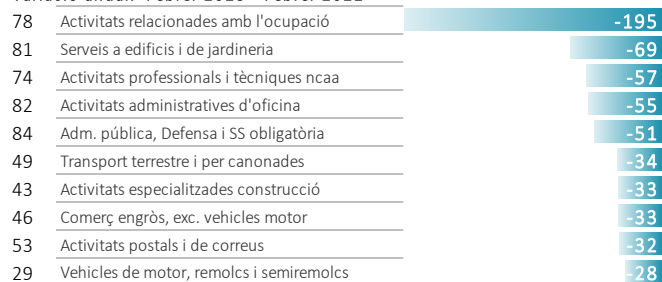 78 Activitats relacionades amb l'ocupació -195
81 Serveis a edificis i de jardineria -69
74 Activitats professionals i tècniques ncaa -57
82 Activitats administratives d'oficina -55
84 Adm. pública, Defensa i SS obligatòria -51
49 Transport terrestre i per canonades -34
43 Activitats especialitzades construcció -33
46 Comerç engròs, exc. vehicles motor -33
53 Activitats postals i de correus -32
29 Vehicles de motor, remolcs i semiremolcs -28